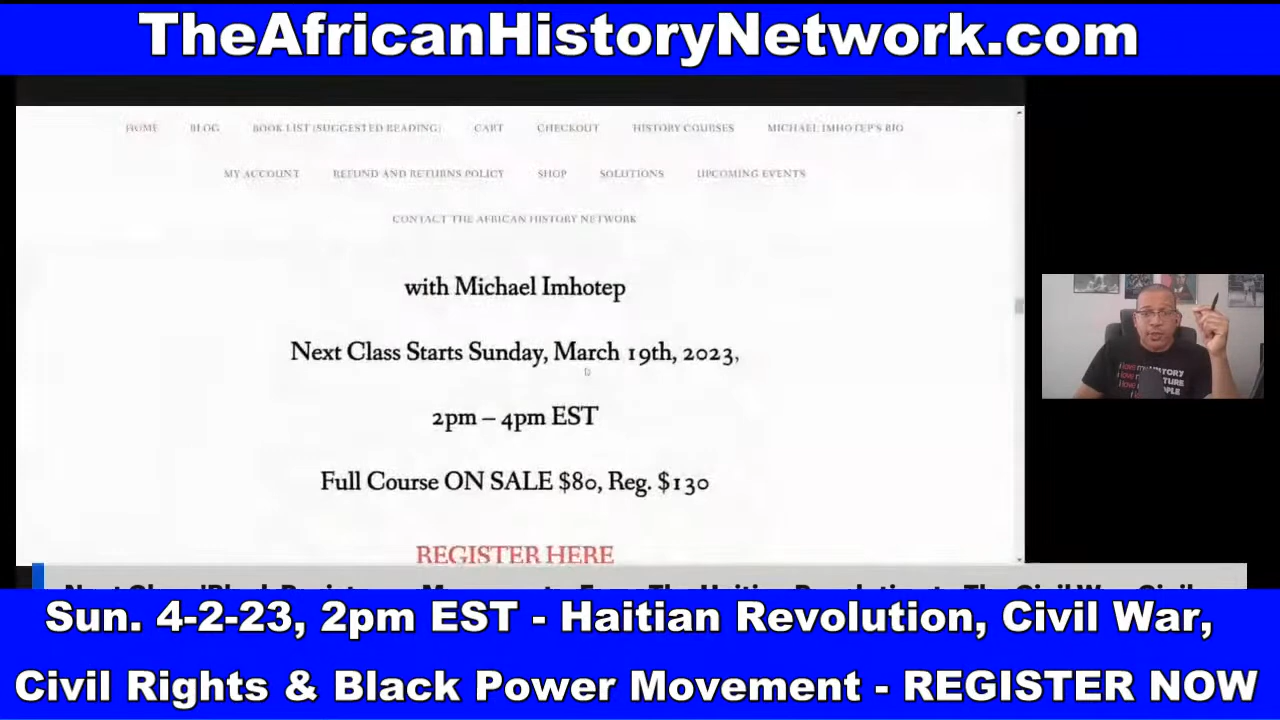 TheAfricanHistoryNetwork.com
HOME BLOG BOOK LIST (SUGGESTED READING) CART CHECKOUT HISTORY COURSES MICHAEL IMHOTEP'S BIO
MY ACCOUNT REFUND AND RETURNS POLICY SHOP SOLUTIONS UPCOMING EVENTS
CONTACT THE AFRICAN HISTORY NETWORK
with Michael Imhotep
Next Class Starts Sunday, March 19th, 2023,
2pm – 4pm EST
Full Course ON SALE $80, Reg. $130
REGISTER HERE
Sun. 4-2-23, 2pm EST - Haitian Revolution, Civil War,
Civil Rights & Black Power Movement - REGISTER NOW